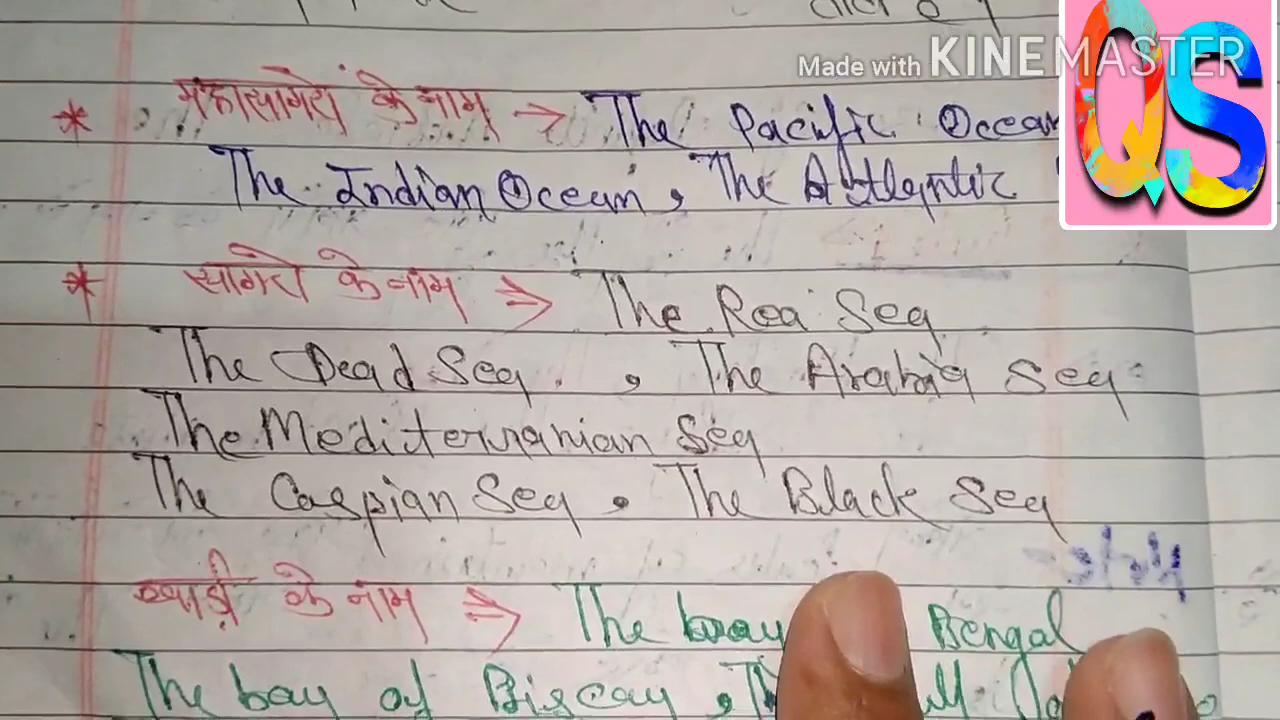 Made with KINEMASTER
QS
* महासागरों के नाम → The Pacific Ocean
The Indian Ocean, The Atlantic
* सागरो के नाम ⇒ The Rea Sea
The Dead Sea , The Arabia Sea
The Mediterranian Sea
The Caspian Sea , The Black Sea
खाड़ी के नाम ⇒ The bay Bengal
The bay of Biscay ,